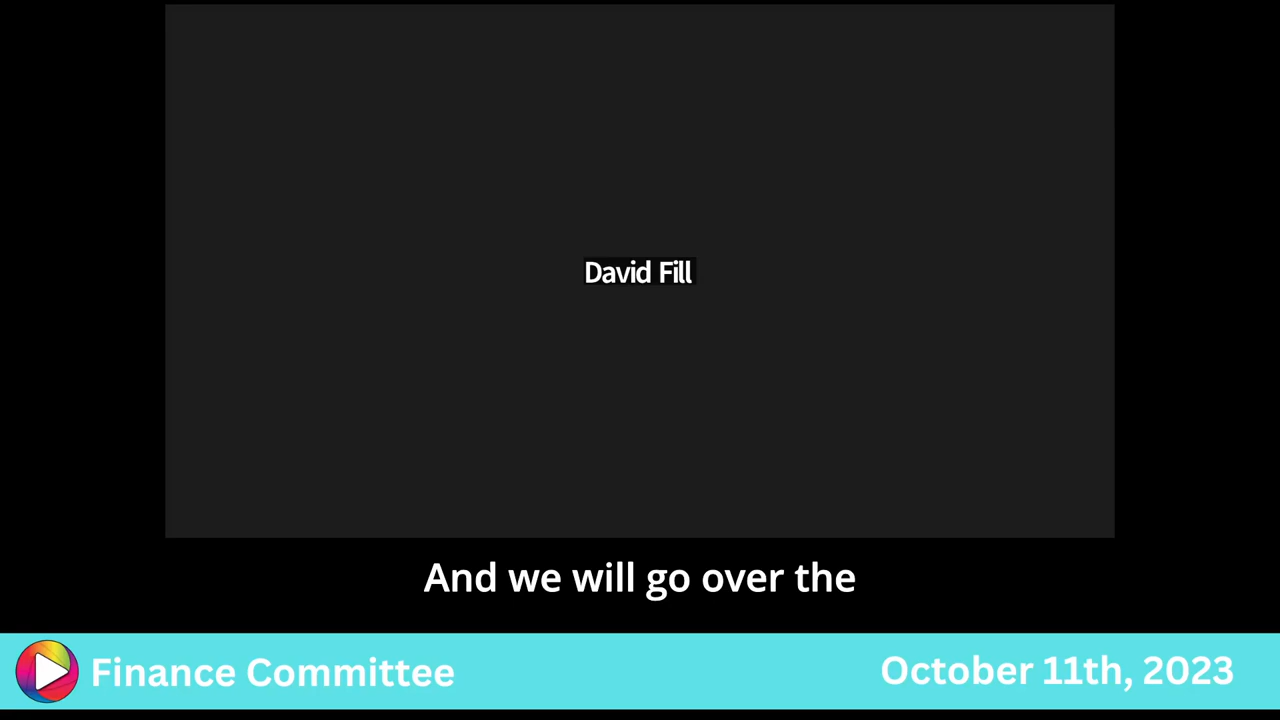 David Fill
And we will go over the
Finance Committee
October 11th, 2023